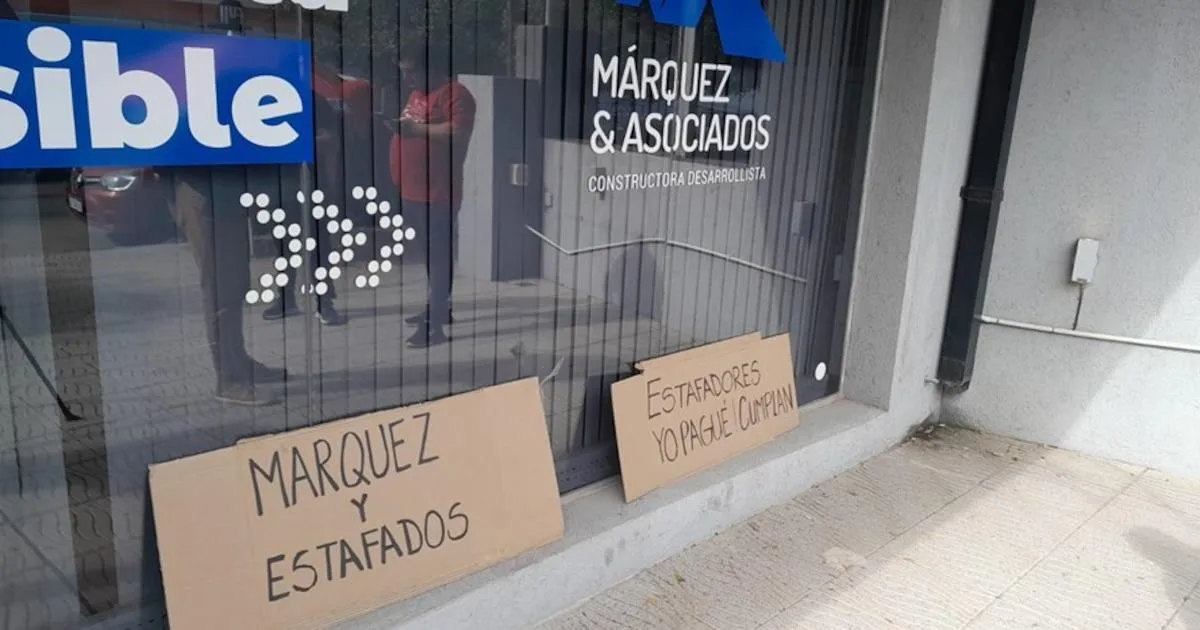 sible
MÁRQUEZ
& ASOCIADOS
CONSTRUCTORA DESARROLLISTA
MARQUEZ
Y
ESTAFADOS
ESTAFADORES
YO PAGUÉ! CUMPLAN